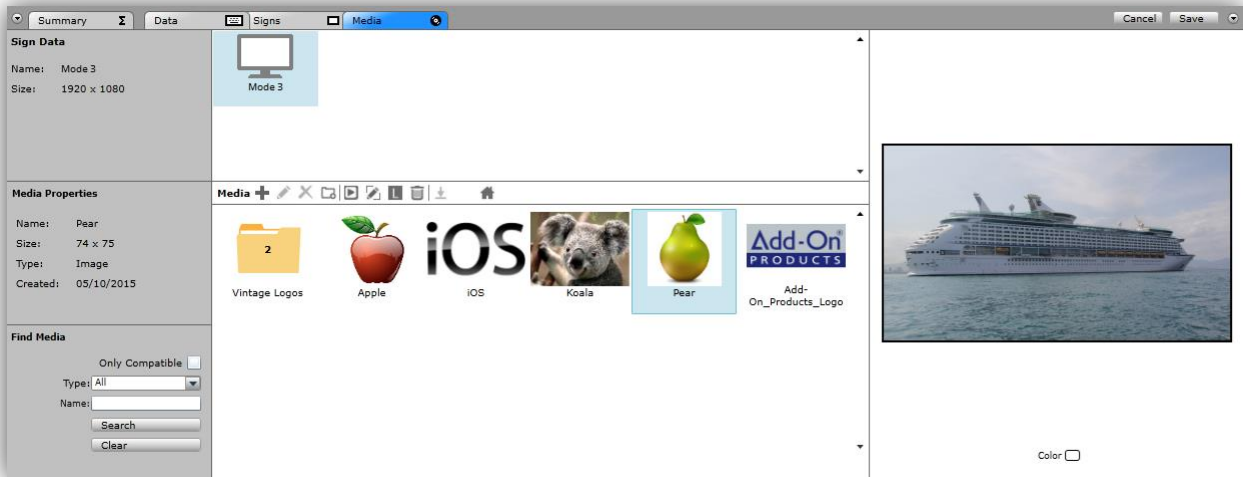 Summary Σ Data Signs Media Cancel Save
Sign Data
Name: Mode 3
Size: 1920 x 1080
Mode 3
Media Properties
Name: Pear
Size: 74 x 75
Type: Image
Created: 05/10/2015
Media L
2
Vintage Logos
Apple
iOS
iOS
Koala
Pear
Add-On®
PRODUCTS
Add-
On_Products_Logo
Find Media
Only Compatible
Type: All
Name:
Search
Clear
Color